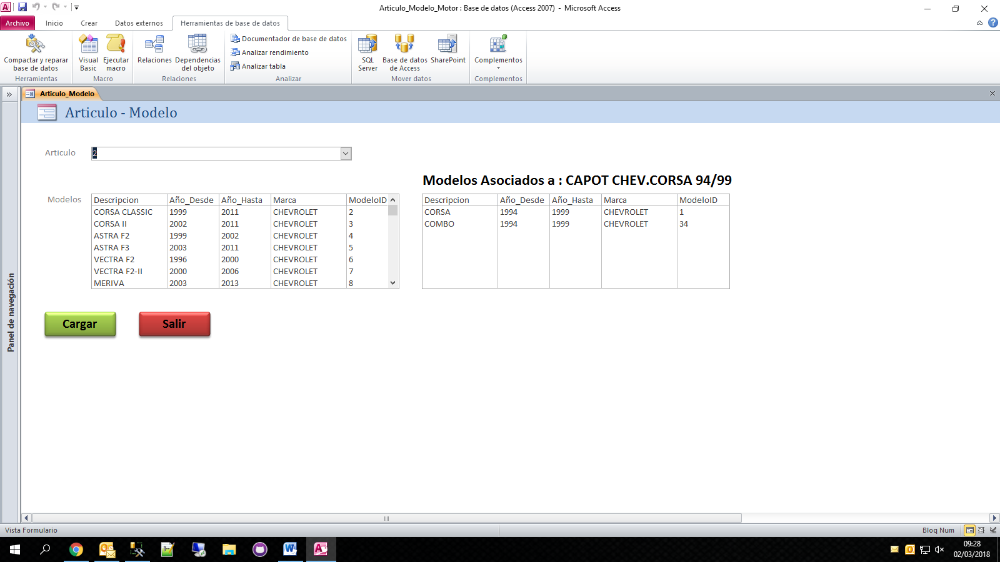 Articulo_Modelo_Motor : Base de datos (Access 2007) - Microsoft Access
Archivo Inicio Crear Datos externos Herramientas de base de datos
Compactar y reparar base de datos
Herramientas
Visual Basic
Ejecutar macro
Macro
Relaciones
Dependencias del objeto
Relaciones
Documentador de base de datos
Analizar rendimiento
Analizar tabla
Analizar
SQL Server
Base de datos de Access
SharePoint
Mover datos
Complementos
Complementos
Articulo_Modelo
Articulo - Modelo
Panel de navegación
Articulo 2
Modelos Asociados a : CAPOT CHEV.CORSA 94/99
Modelos
Descripcion Año_Desde Año_Hasta Marca ModeloID
CORSA CLASSIC 1999 2011 CHEVROLET 2
CORSA II 2002 2011 CHEVROLET 3
ASTRA F2 1999 2002 CHEVROLET 4
ASTRA F3 2003 2011 CHEVROLET 5
VECTRA F2 1996 2000 CHEVROLET 6
VECTRA F2-II 2000 2006 CHEVROLET 7
MERIVA 2003 2013 CHEVROLET 8
Descripcion Año_Desde Año_Hasta Marca ModeloID
CORSA 1994 1999 CHEVROLET 1
COMBO 1994 1999 CHEVROLET 34
Cargar Salir
Vista Formulario Bloq Num
09:28
02/03/2018